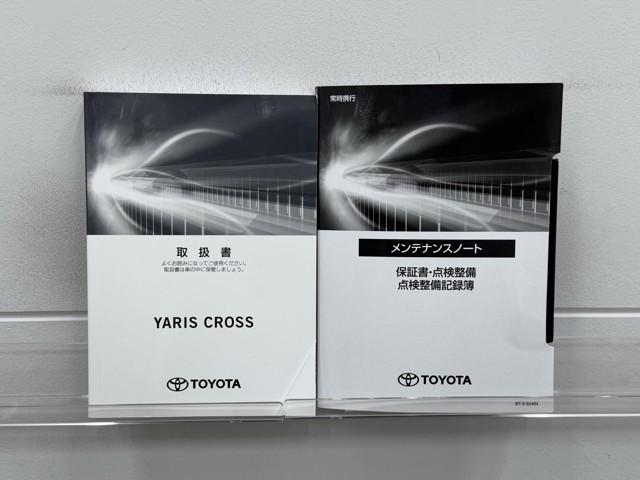 取扱書
よくお読みになってご使用ください。
取扱書は車の中に保管しましょう。
YARIS CROSS
TOYOTA
常時携行
メンテナンスノート
保証書・点検整備
点検整備記録簿
TOYOTA